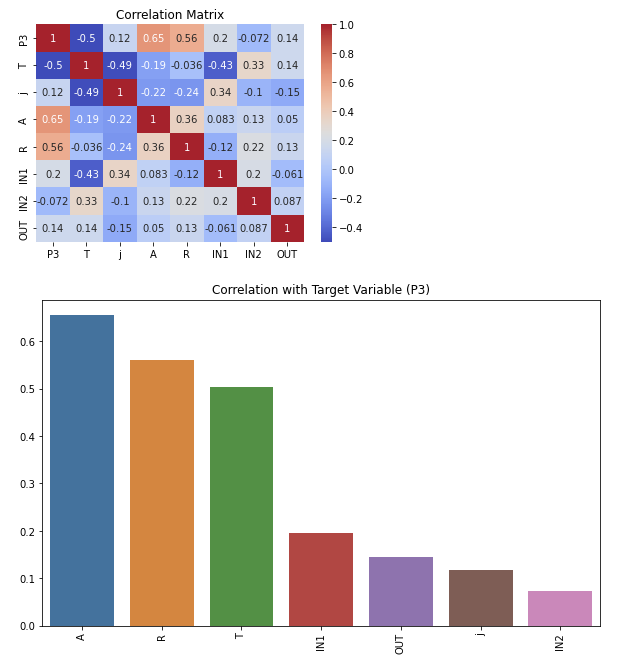 Correlation Matrix
P3 1 -0.5 0.12 0.65 0.56 0.2 -0.072 0.14
T -0.5 1 -0.49 -0.19 -0.036 -0.43 0.33 0.14
j 0.12 -0.49 1 -0.22 -0.24 0.34 -0.1 -0.15
A 0.65 -0.19 -0.22 1 0.36 0.083 0.13 0.05
R 0.56 -0.036 -0.24 0.36 1 -0.12 0.22 0.13
IN1 0.2 -0.43 0.34 0.083 -0.12 1 0.2 -0.061
IN2 -0.072 0.33 -0.1 0.13 0.22 0.2 1 0.087
OUT 0.14 0.14 -0.15 0.05 0.13 -0.061 0.087 1
P3 T j A R IN1 IN2 OUT
1.0
0.8
0.6
0.4
0.2
0.0
-0.2
-0.4
Correlation with Target Variable (P3)
0.6
0.5
0.4
0.3
0.2
0.1
0.0
A R T IN1 OUT j IN2